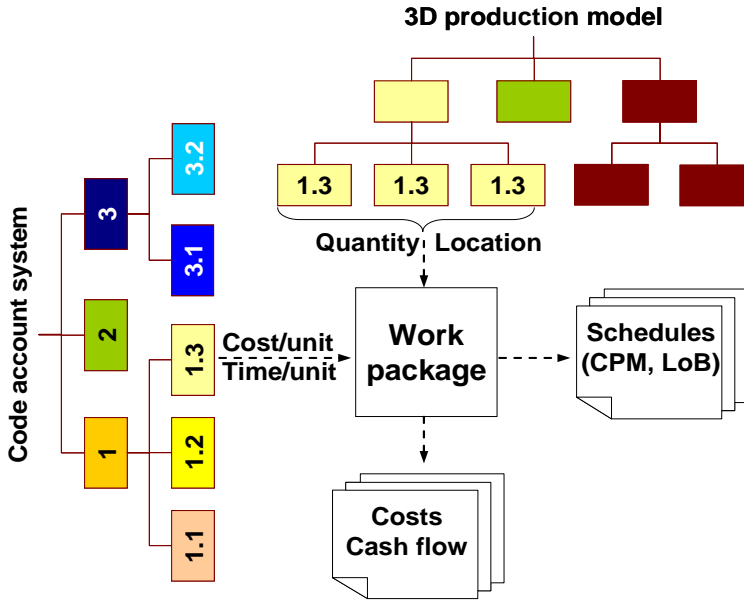 3D production model
1.3 1.3 1.3
Quantity Location
Code account system
3
2
1
3.2
3.1
1.3
1.2
1.1
Cost/unit
Time/unit
Work
package
Schedules
(CPM, LoB)
Costs
Cash flow